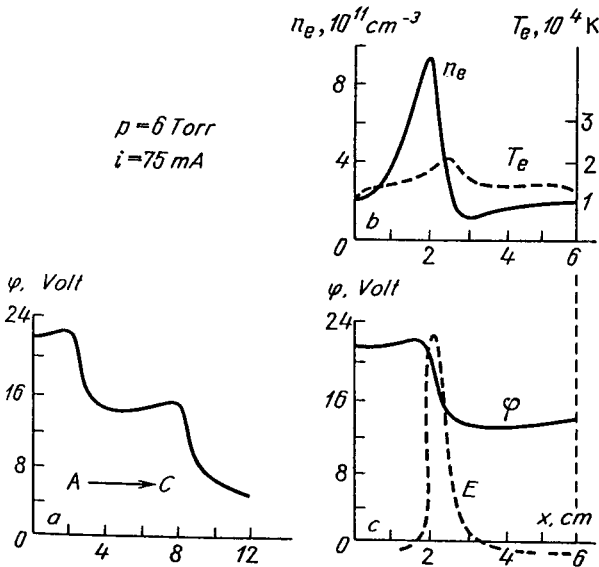 n_e, 10^11 cm^-3 T_e, 10^4 K
8
n_e
p=6 Torr
3
i=75 mA
4
T_e
2
1
b
0
2 4 6
φ, Volt
φ, Volt
24
24
16
16
φ
8
8
A → C
E
a
c
x, cm
0
0
4 8 12
2 4 6